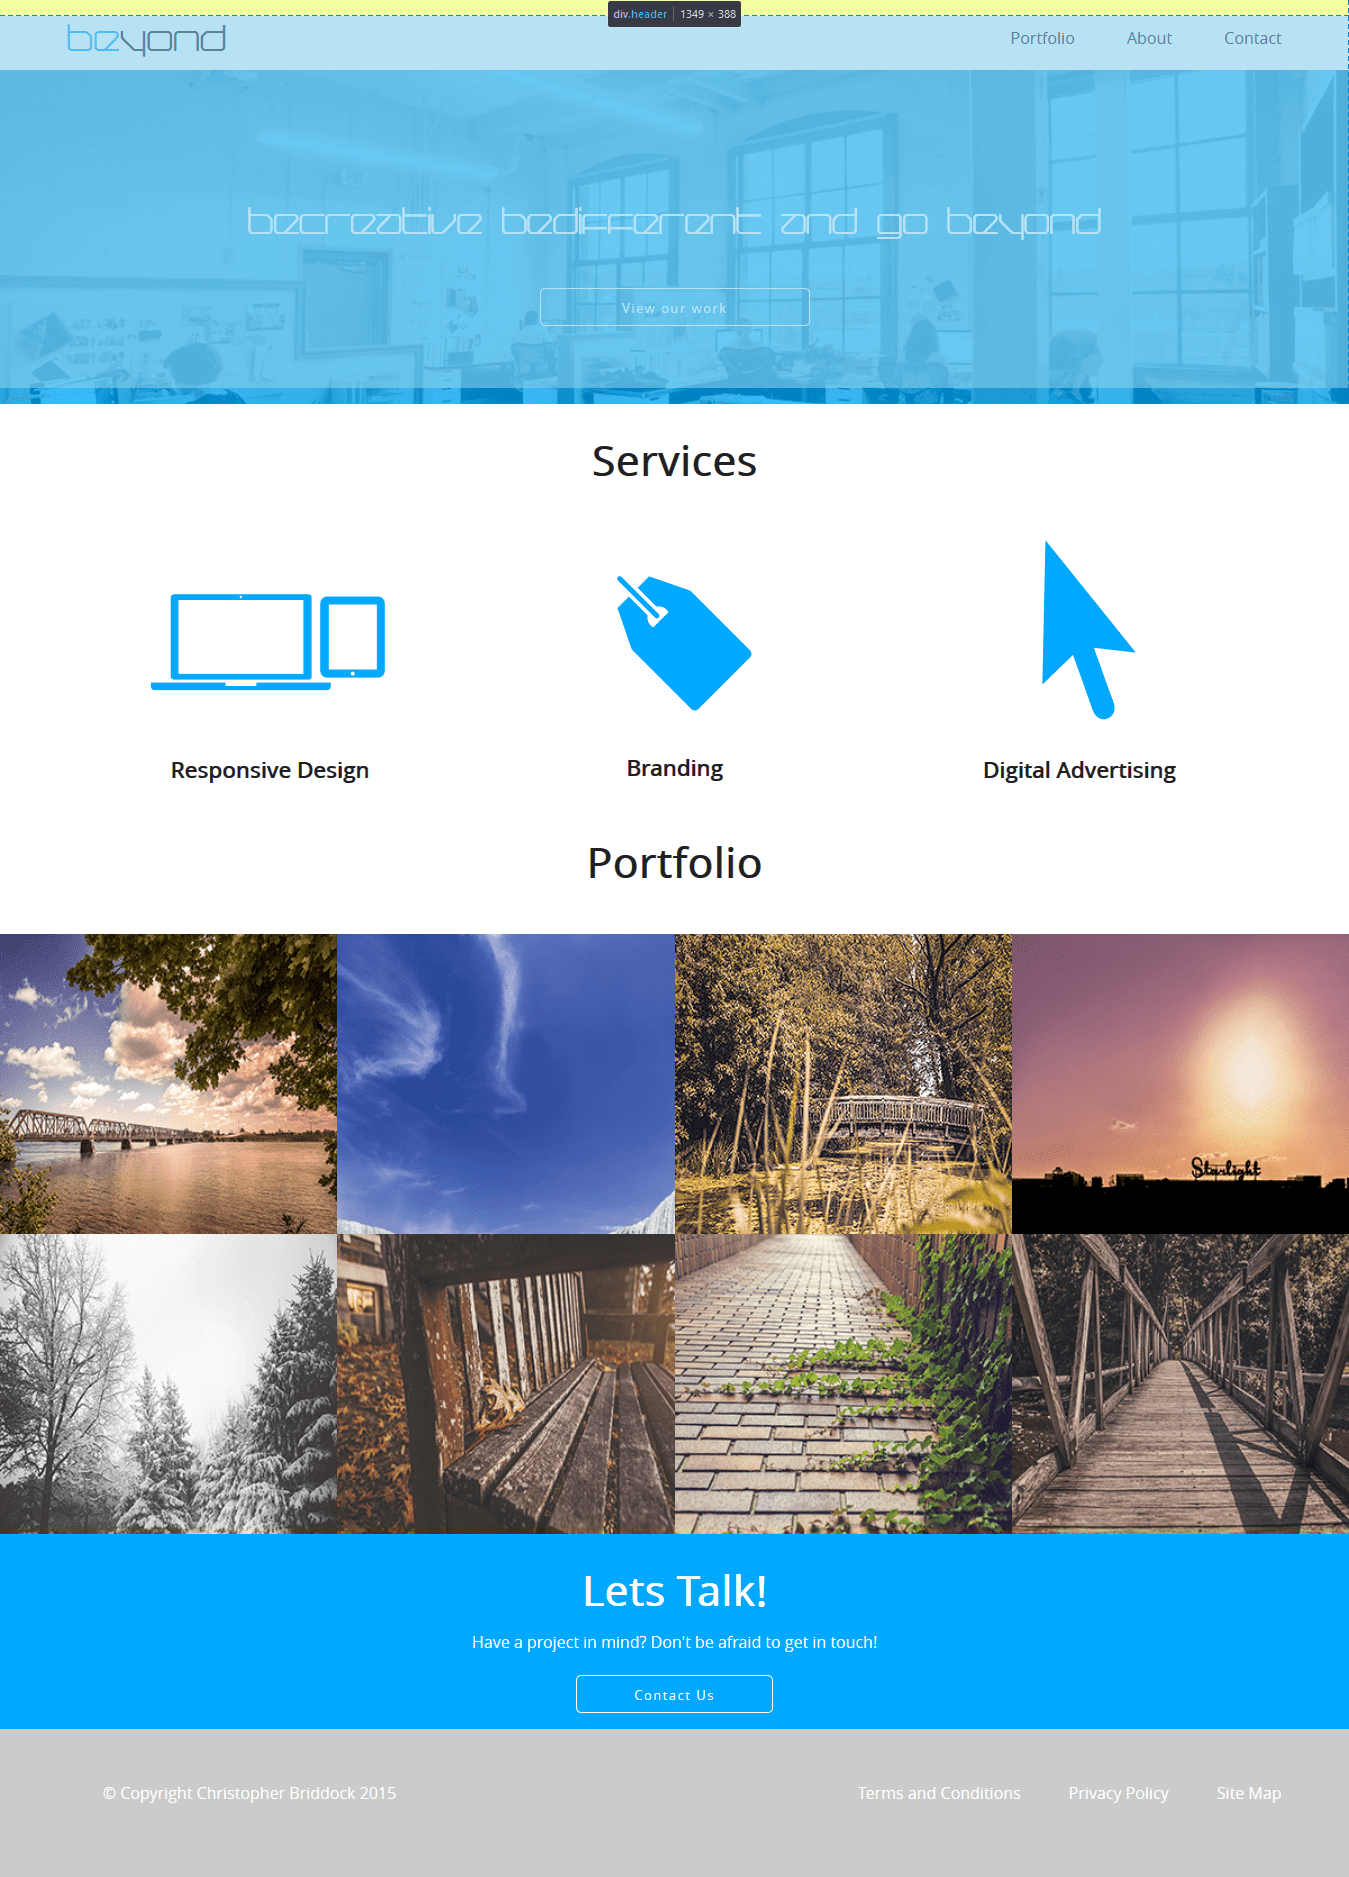 div.header 1349 × 388
beyond
Portfolio About Contact
becreative bedifferent and go beyond
View our work
Services
Responsive Design Branding Digital Advertising
Portfolio
Starlight
Lets Talk!
Have a project in mind? Don't be afraid to get in touch!
Contact Us
© Copyright Christopher Briddock 2015 Terms and Conditions Privacy Policy Site Map